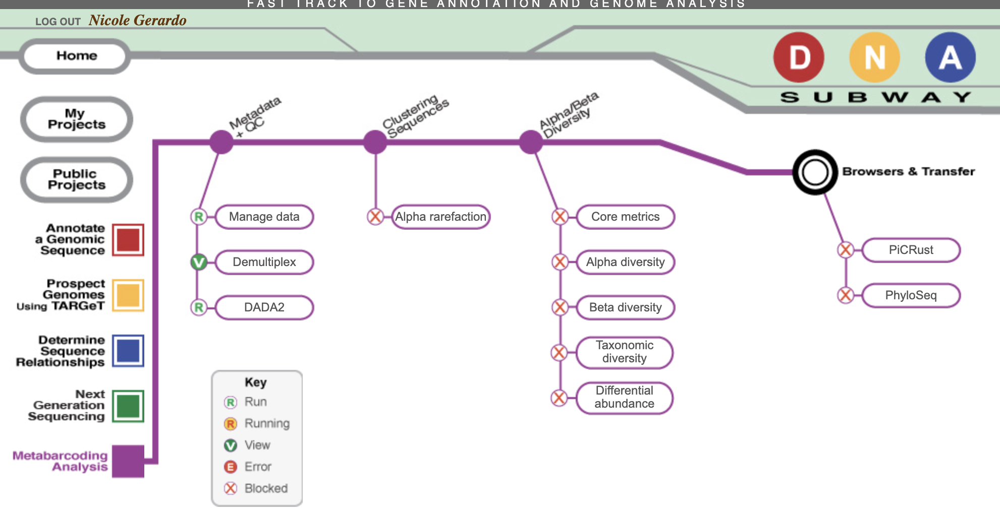 FAST TRACK TO GENE ANNOTATION AND GENOME ANALYSIS
LOG OUT Nicole Gerardo
Home
D N A
SUBWAY
My
Projects
Public
Projects
Metadata
+ QC
Clustering
Sequences
Alpha/Beta
Diversity
Browsers & Transfer
R Manage data
V Demultiplex
R DADA2
X Alpha rarefaction
X Core metrics
X Alpha diversity
X Beta diversity
X Taxonomic
diversity
X Differential
abundance
X PiCRust
X PhyloSeq
Annotate
a Genomic
Sequence
Prospect
Genomes
Using TARGeT
Determine
Sequence
Relationships
Next
Generation
Sequencing
Metabarcoding
Analysis
Key
R Run
R Running
V View
E Error
X Blocked